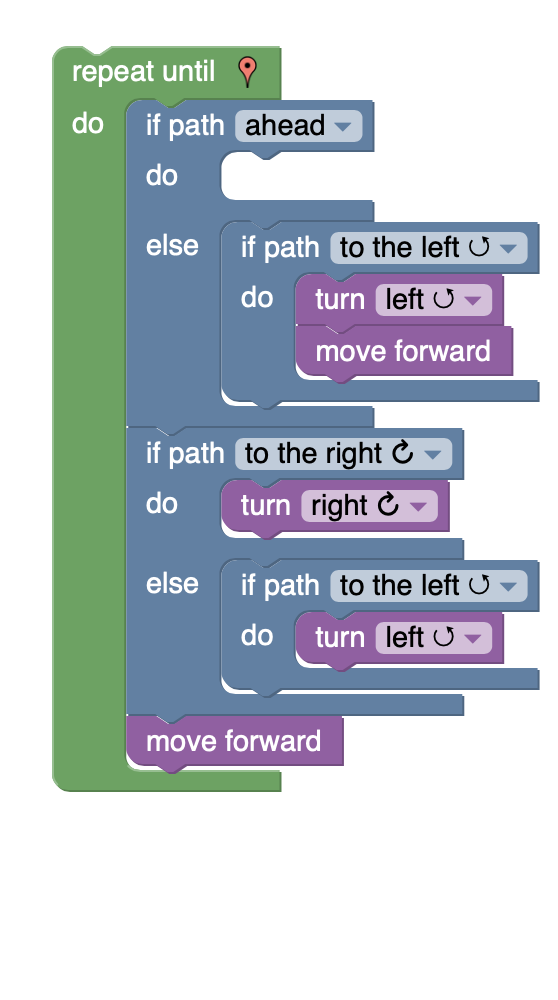 repeat until
do if path ahead
do
else if path to the left ↺
do turn left ↺
move forward
if path to the right ↻
do turn right ↻
else if path to the left ↺
do turn left ↺
move forward